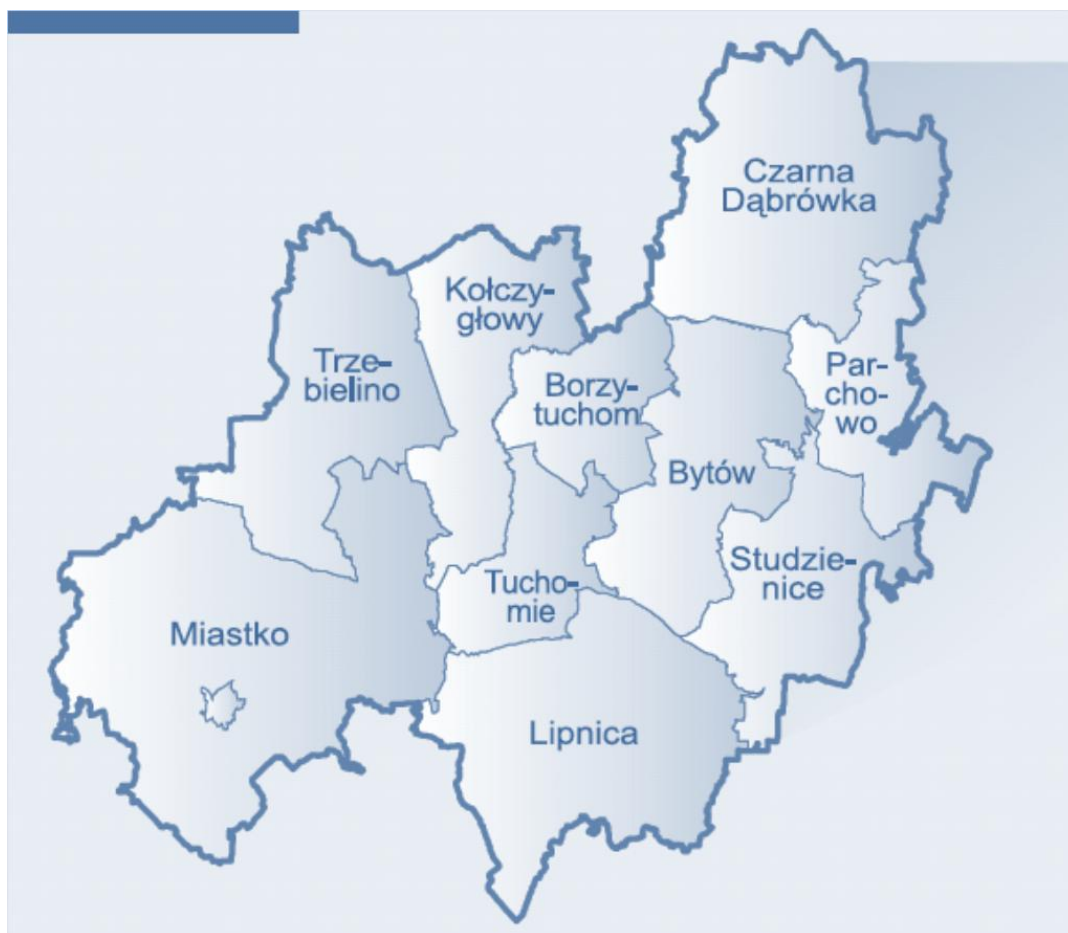 Czarna
Dąbrówka
Kołczy-
głowy
Trze-
bielino
Borzy-
tuchom
Par-
cho-
wo
Bytów
Studzie-
nice
Tucho-
mie
Miastko
Lipnica